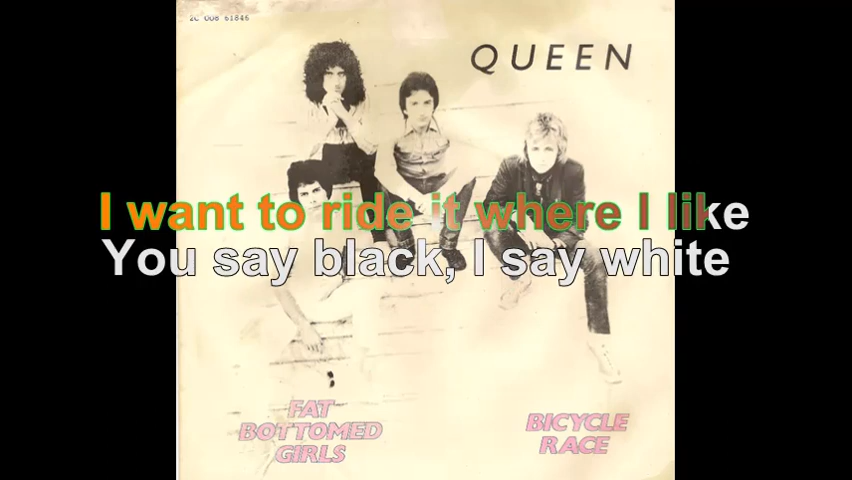 2C 008 61846
QUEEN
I want to ride it where I like
You say black, I say white
FAT
BOTTOMED
GIRLS
BICYCLE
RACE